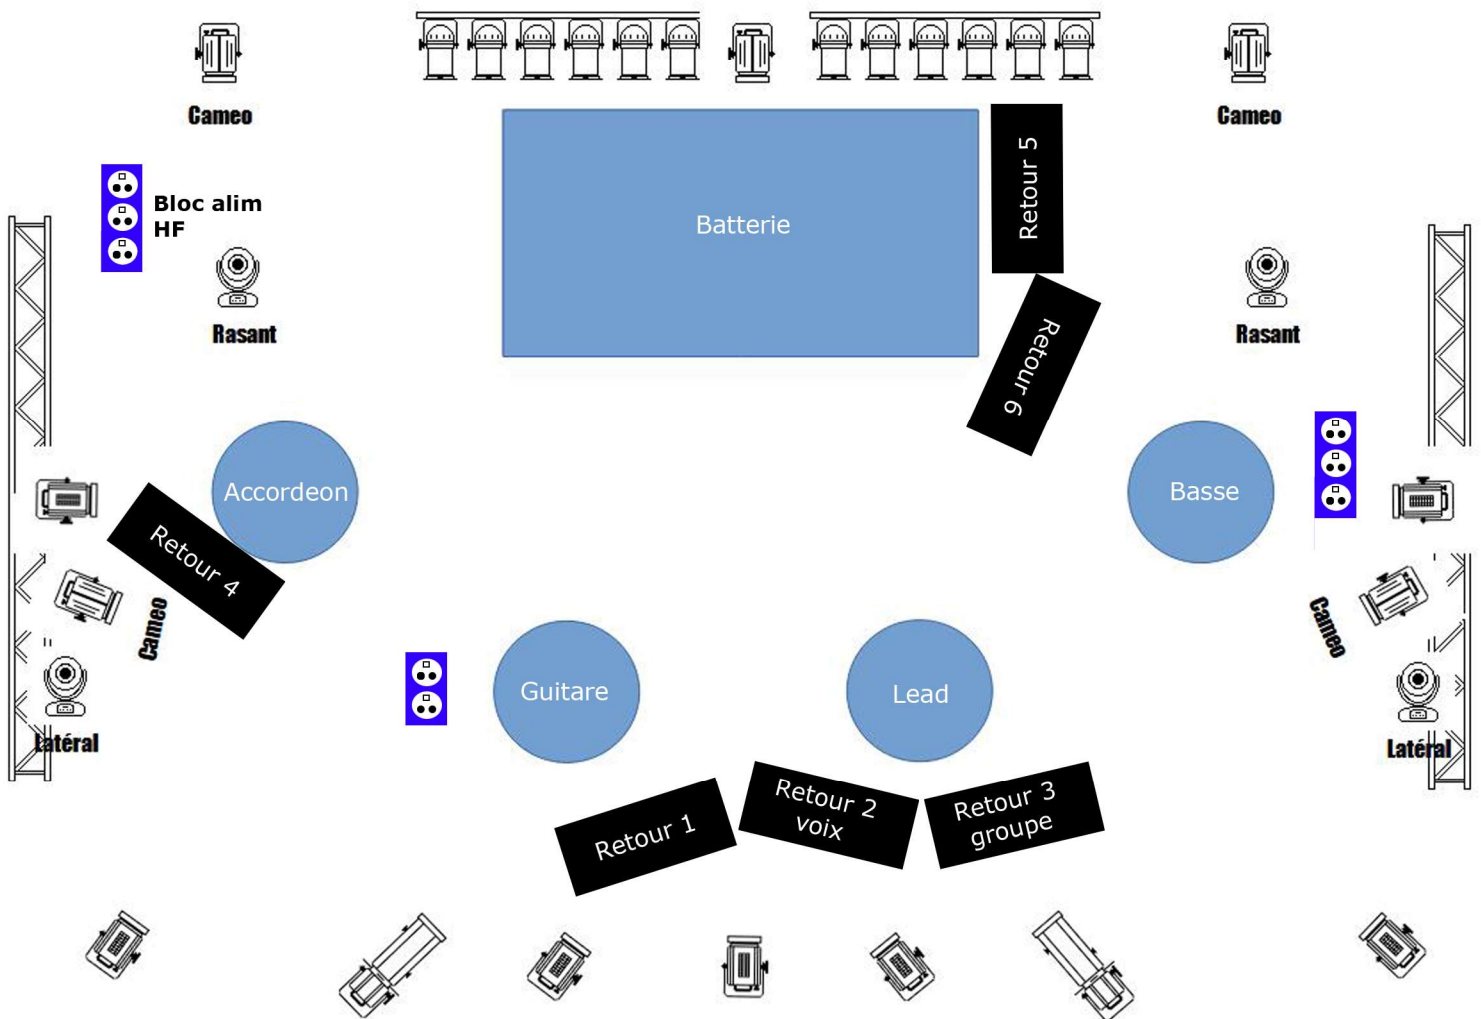 Cameo
Cameo
Bloc alim
HF
Batterie
Retour 5
Rasant
Rasant
Retour 6
Accordeon
Basse
Retour 4
Cameo
Cameo
Guitare
Lead
Latéral
Latéral
Retour 1
Retour 2
voix
Retour 3
groupe